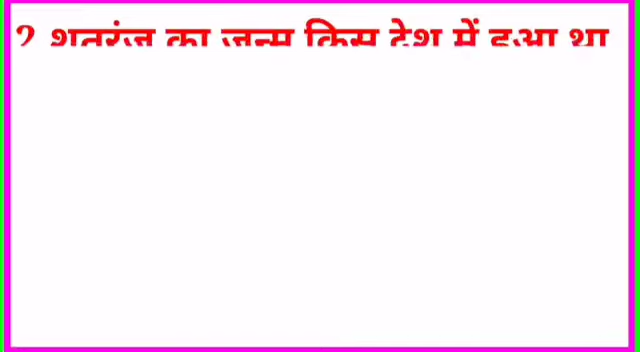 2 शतरंज का जन्म किस देश में हुआ था